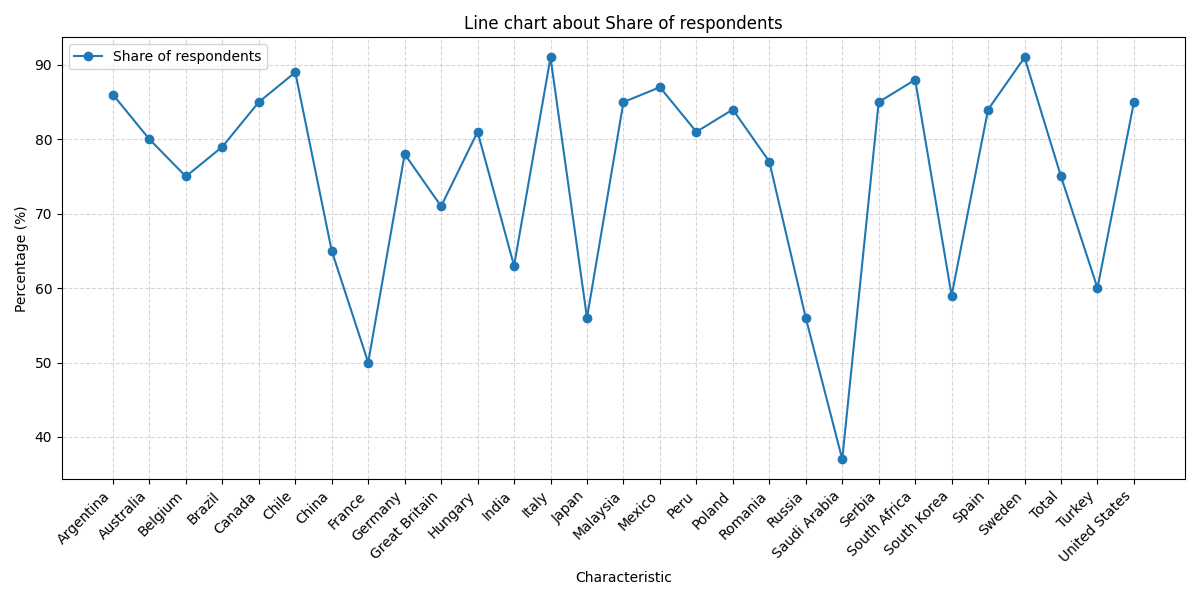 Line chart about Share of respondents
Share of respondents
Percentage (%)
90
80
70
60
50
40
Argentina
Australia
Belgium
Brazil
Canada
Chile
China
France
Germany
Great Britain
Hungary
India
Italy
Japan
Malaysia
Mexico
Peru
Poland
Romania
Russia
Saudi Arabia
Serbia
South Africa
South Korea
Spain
Sweden
Total
Turkey
United States
Characteristic